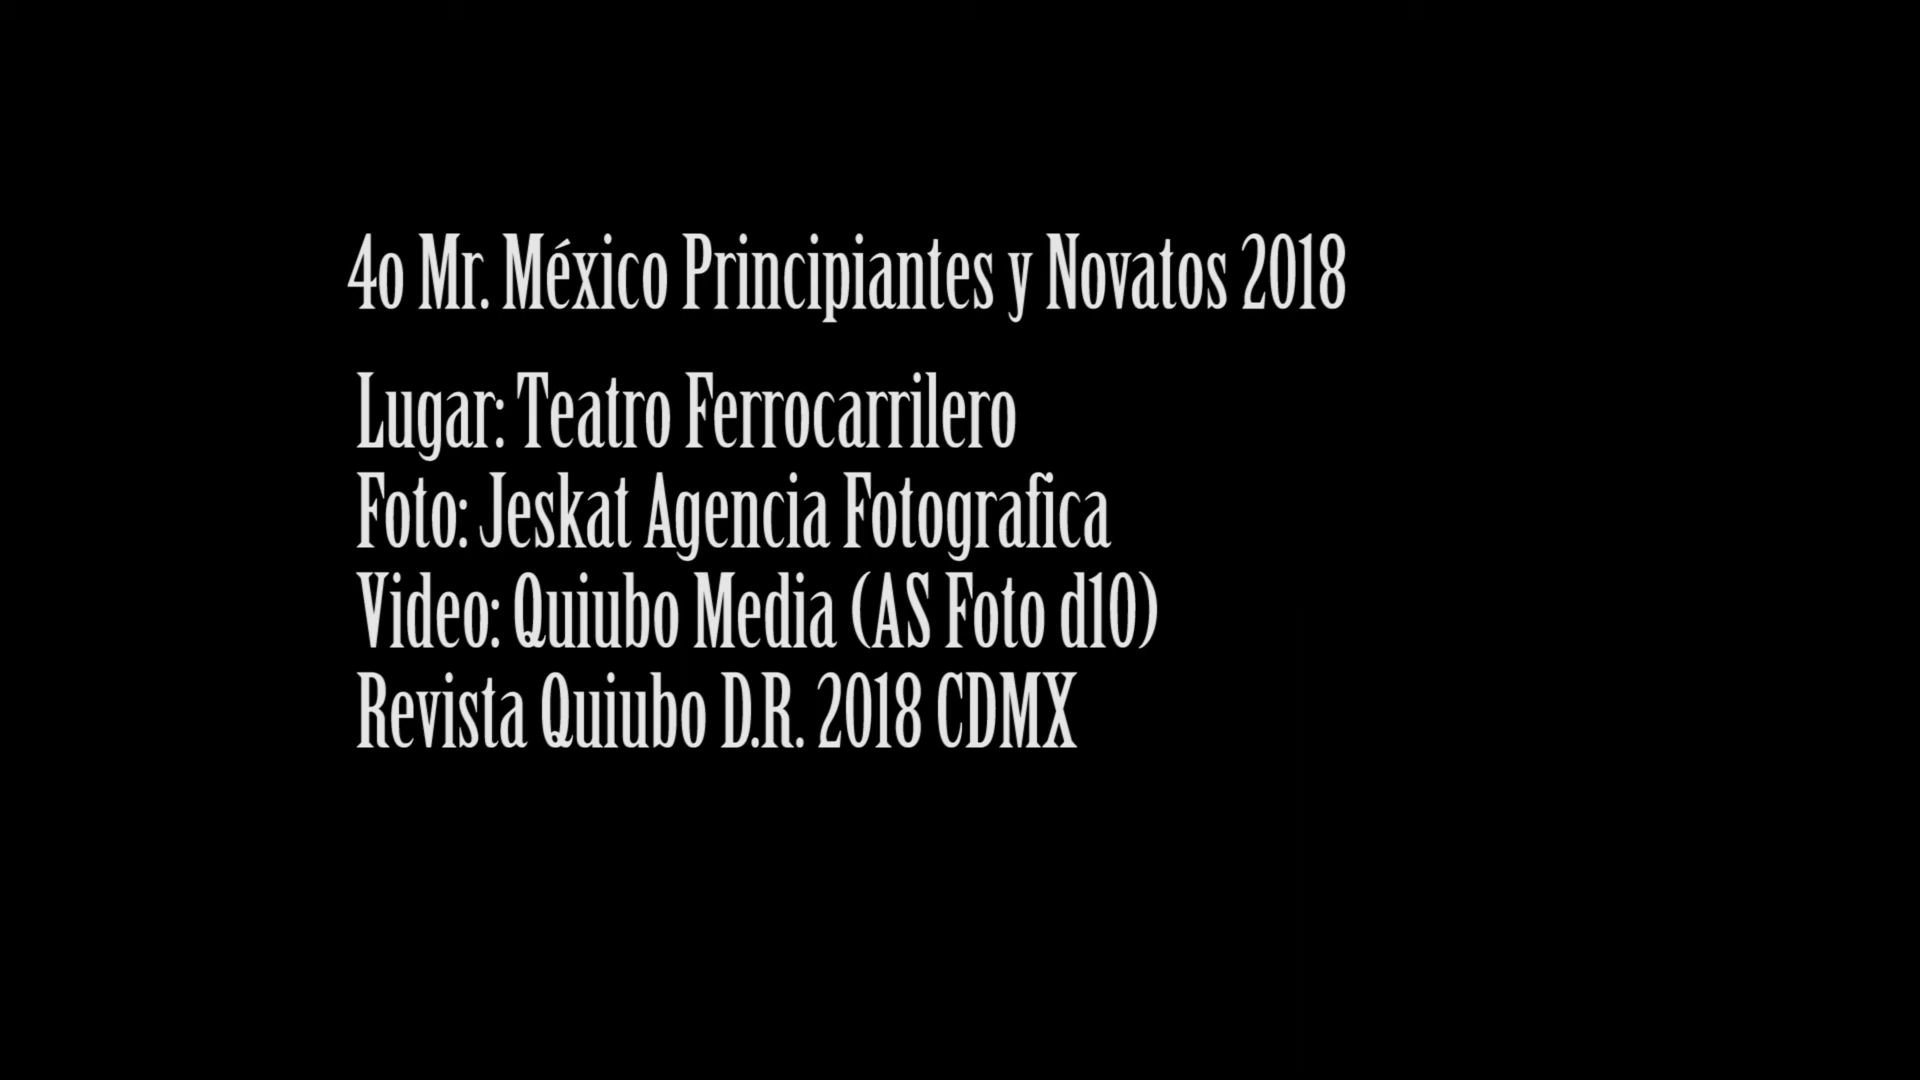 4o Mr. México Principiantes y Novatos 2018
Lugar: Teatro Ferrocarrilero
Foto: Jeskat Agencia Fotografica
Video: Quiubo Media (AS Foto d10)
Revista Quiubo D.R. 2018 CDMX